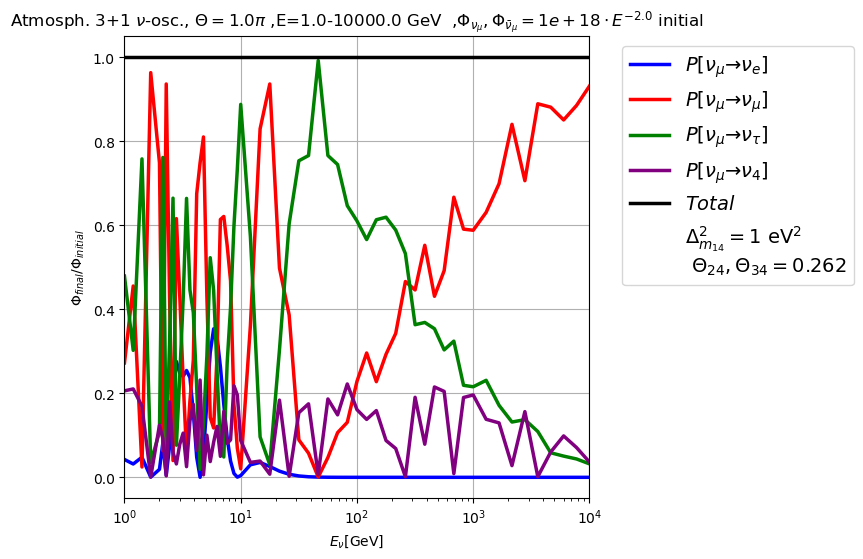 Atmosph. 3+1 ν-osc., Θ = 1.0π ,E=1.0-10000.0 GeV ,Φ_{ν_μ}, Φ_{ν̄_μ} = 1e + 18 · E^{−2.0} initial
P[ν_μ→ν_e]
P[ν_μ→ν_μ]
P[ν_μ→ν_τ]
P[ν_μ→ν_4]
Total
Δ^2_{m_{14}} = 1 eV^2
Θ_{24}, Θ_{34} = 0.262
Φ_{final}/Φ_{initial}
1.0
0.8
0.6
0.4
0.2
0.0
10^0 10^1 10^2 10^3 10^4
E_ν[GeV]